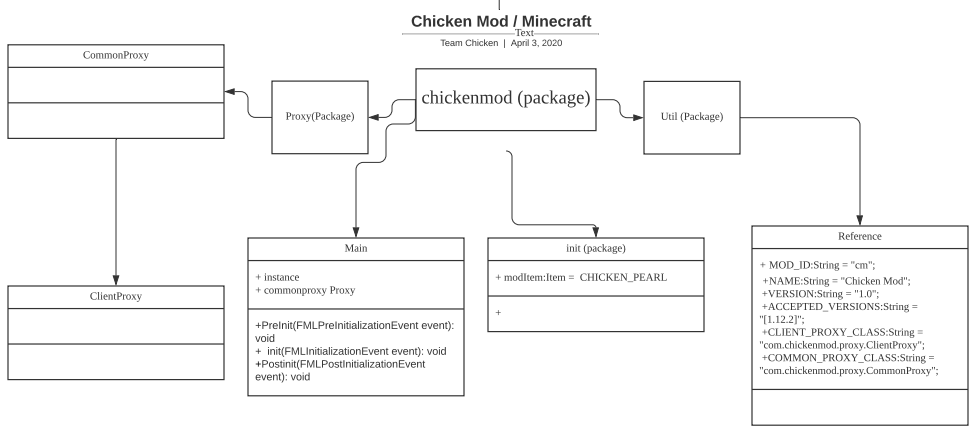 Chicken Mod / Minecraft
Text
Team Chicken | April 3, 2020
CommonProxy
Proxy(Package)
chickenmod (package)
Util (Package)
ClientProxy
Main
+ instance
+ commonproxy Proxy
+PreInit(FMLPreInitializationEvent event):
void
+ init(FMLInitializationEvent event): void
+Postinit(FMLPostInitializationEvent
event): void
init (package)
+ modItem:Item = CHICKEN_PEARL
+
Reference
+ MOD_ID:String = "cm";
+NAME:String = "Chicken Mod";
+VERSION:String = "1.0";
+ACCEPTED_VERSIONS:String =
"[1.12.2]";
+CLIENT_PROXY_CLASS:String =
"com.chickenmod.proxy.ClientProxy";
+COMMON_PROXY_CLASS:String =
"com.chickenmod.proxy.CommonProxy";